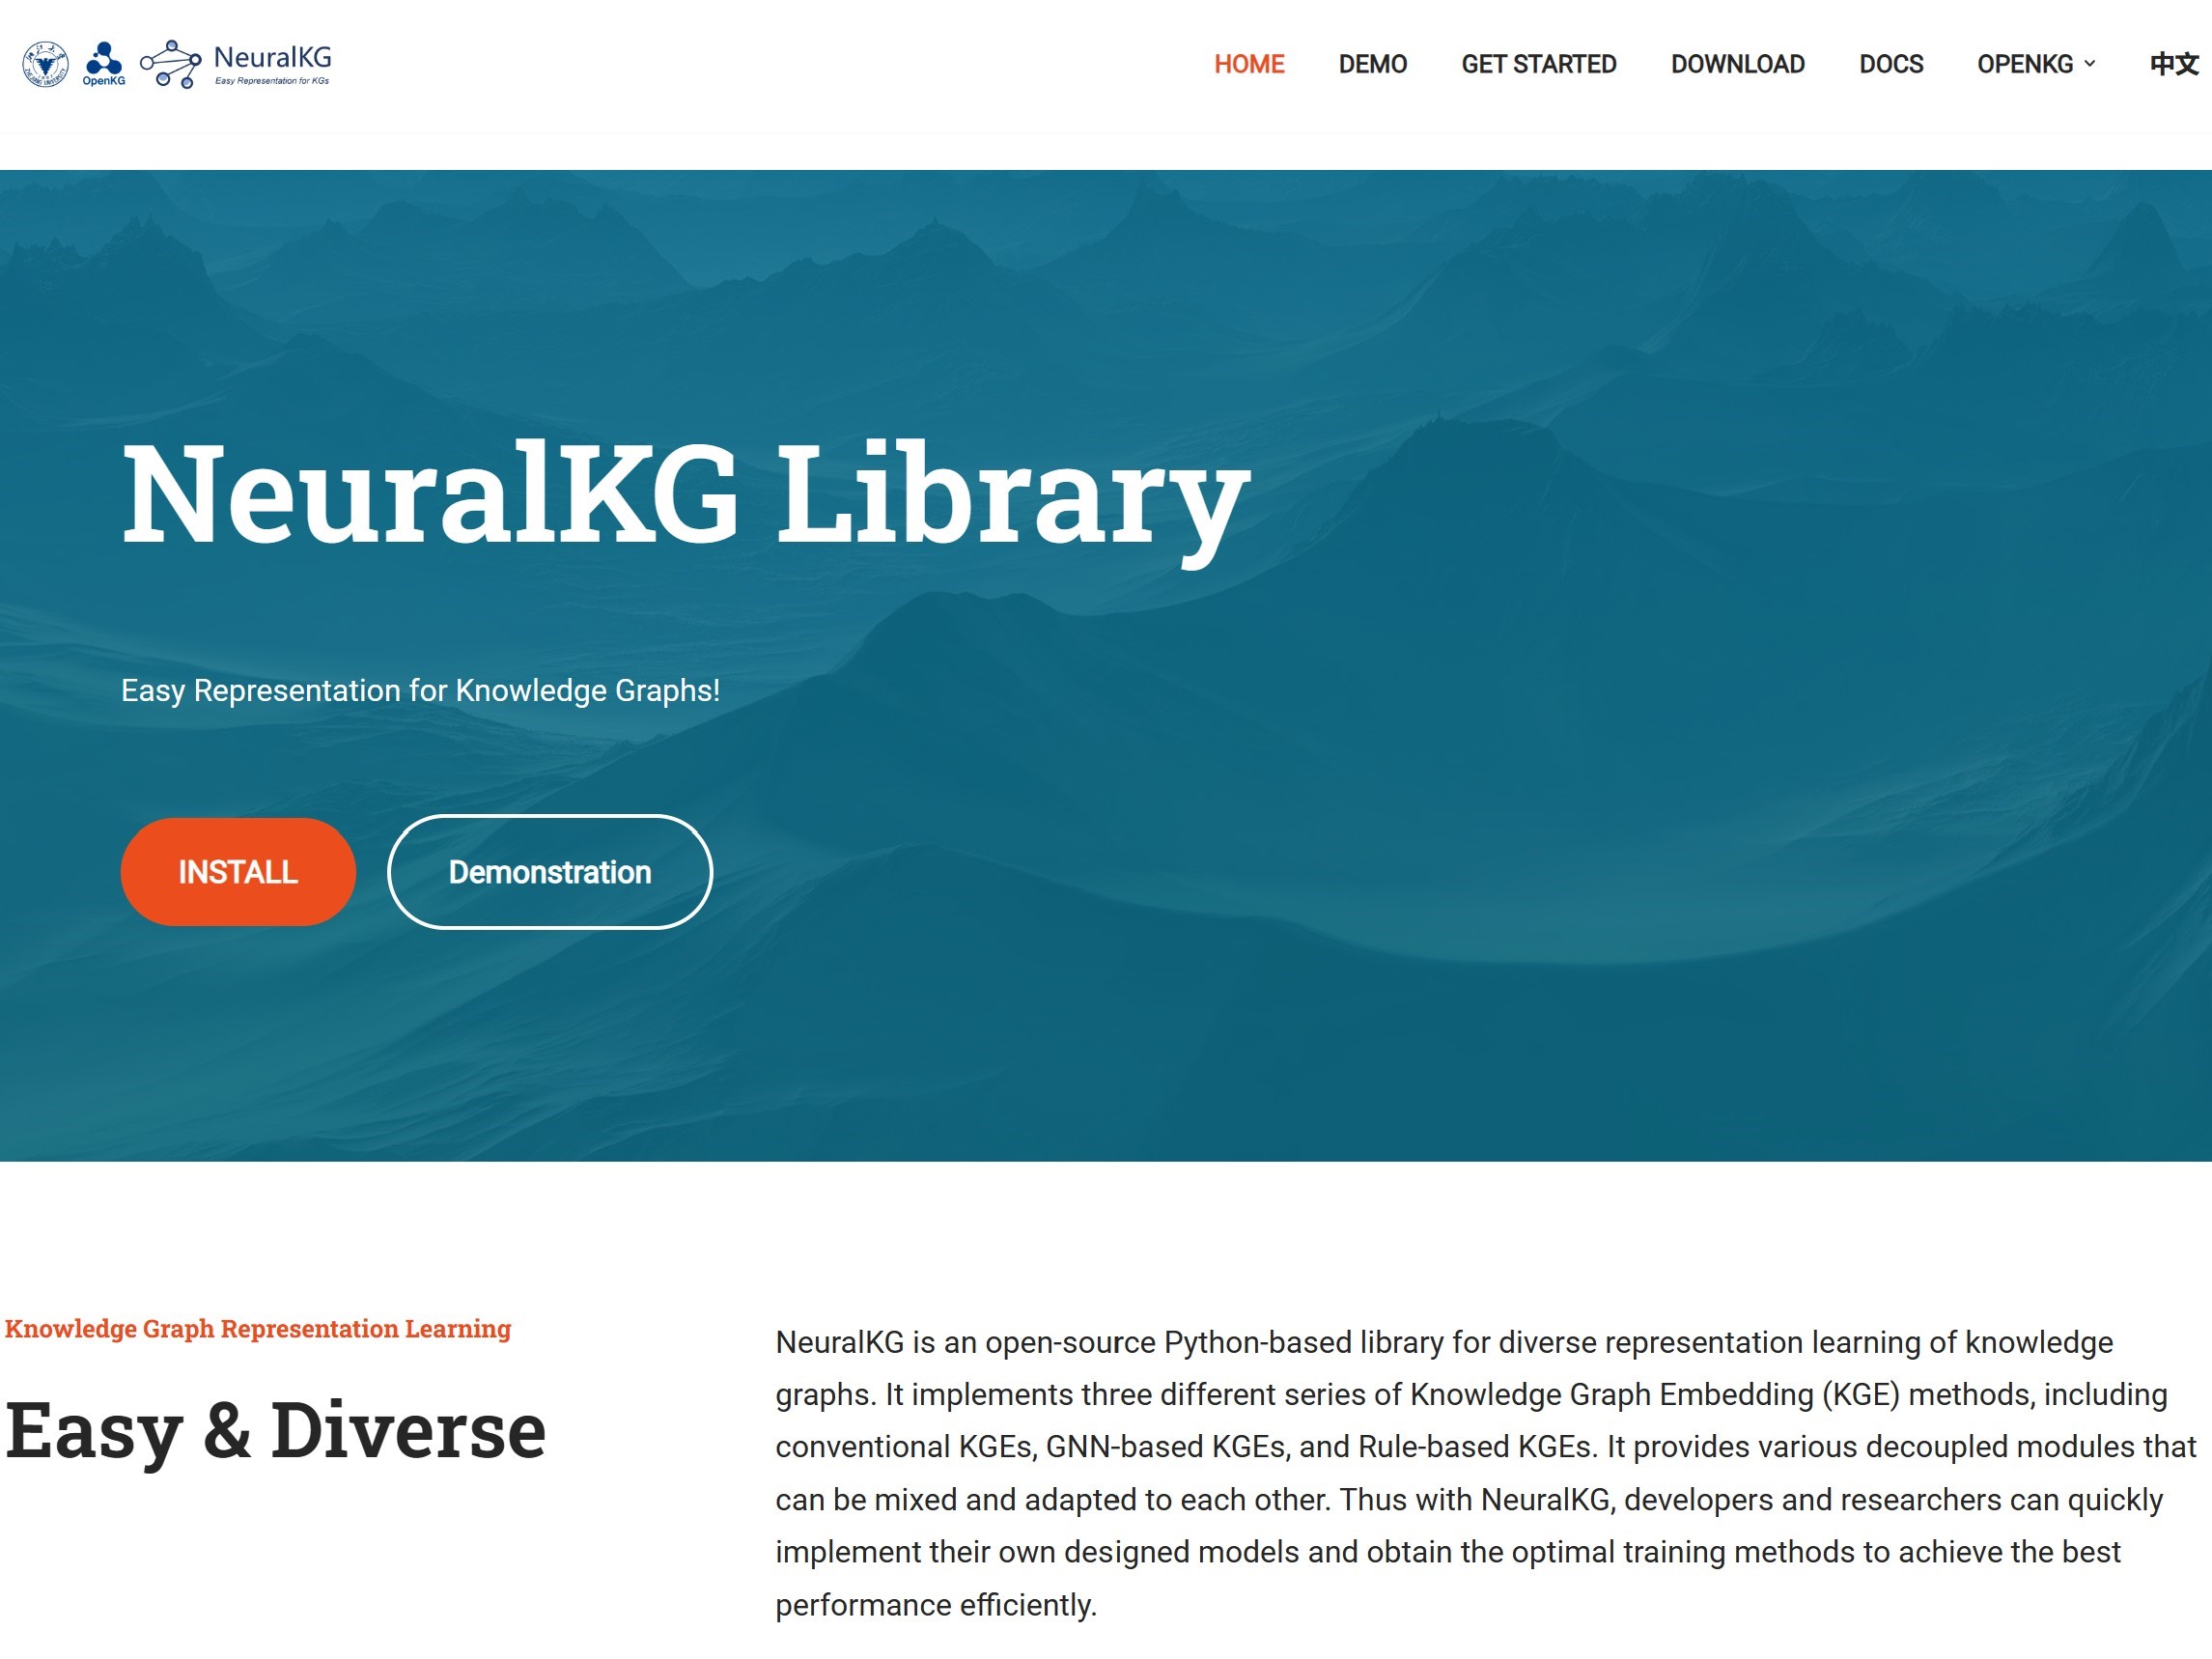 OpenKG
NeuralKG
Easy Representation for KGs
HOME DEMO GET STARTED DOWNLOAD DOCS OPENKG 中文
NeuralKG Library
Easy Representation for Knowledge Graphs!
INSTALL Demonstration
Knowledge Graph Representation Learning
Easy & Diverse
NeuralKG is an open-source Python-based library for diverse representation learning of knowledge
graphs. It implements three different series of Knowledge Graph Embedding (KGE) methods, including
conventional KGEs, GNN-based KGEs, and Rule-based KGEs. It provides various decoupled modules that
can be mixed and adapted to each other. Thus with NeuralKG, developers and researchers can quickly
implement their own designed models and obtain the optimal training methods to achieve the best
performance efficiently.